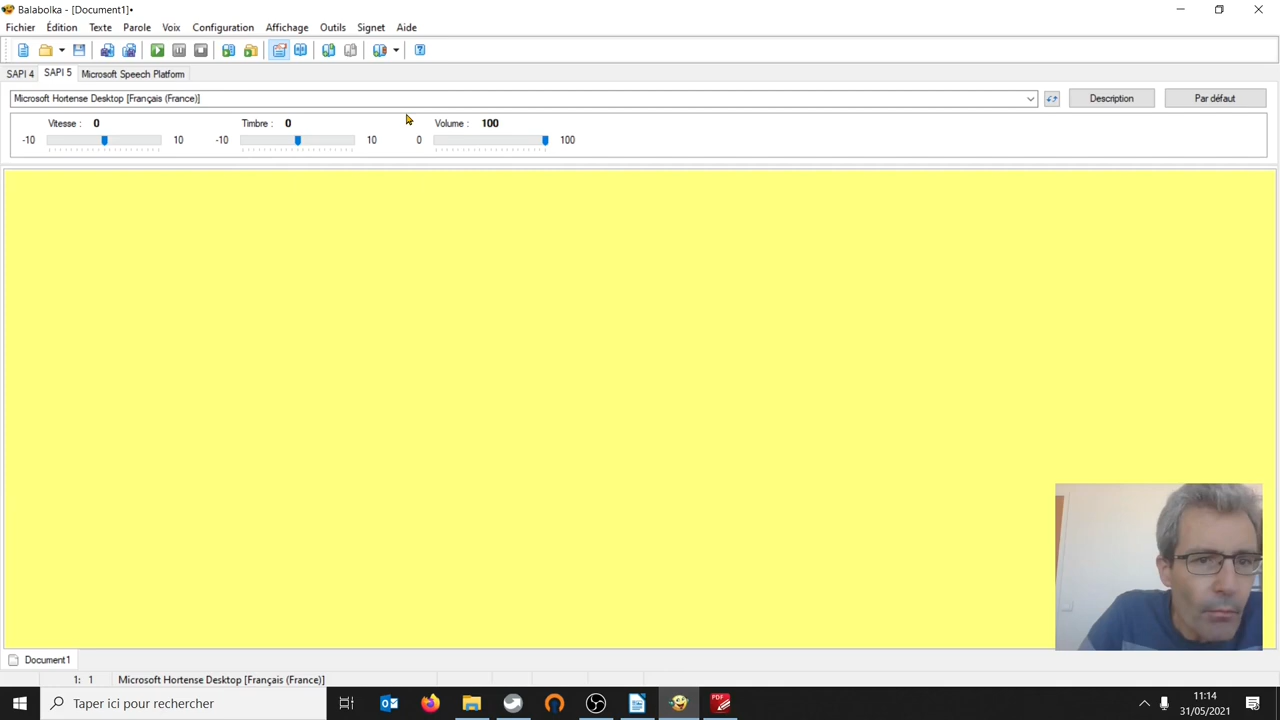 Balabolka - [Document1]•
Fichier Édition Texte Parole Voix Configuration Affichage Outils Signet Aide
SAPI 4 SAPI 5 Microsoft Speech Platform
Microsoft Hortense Desktop [Français (France)] Description Par défaut
Vitesse : 0 Timbre : 0 Volume : 100
-10 10 -10 10 0 100
Document1
1: 1 Microsoft Hortense Desktop [Français (France)]
Taper ici pour rechercher
PDF
11:14
31/05/2021